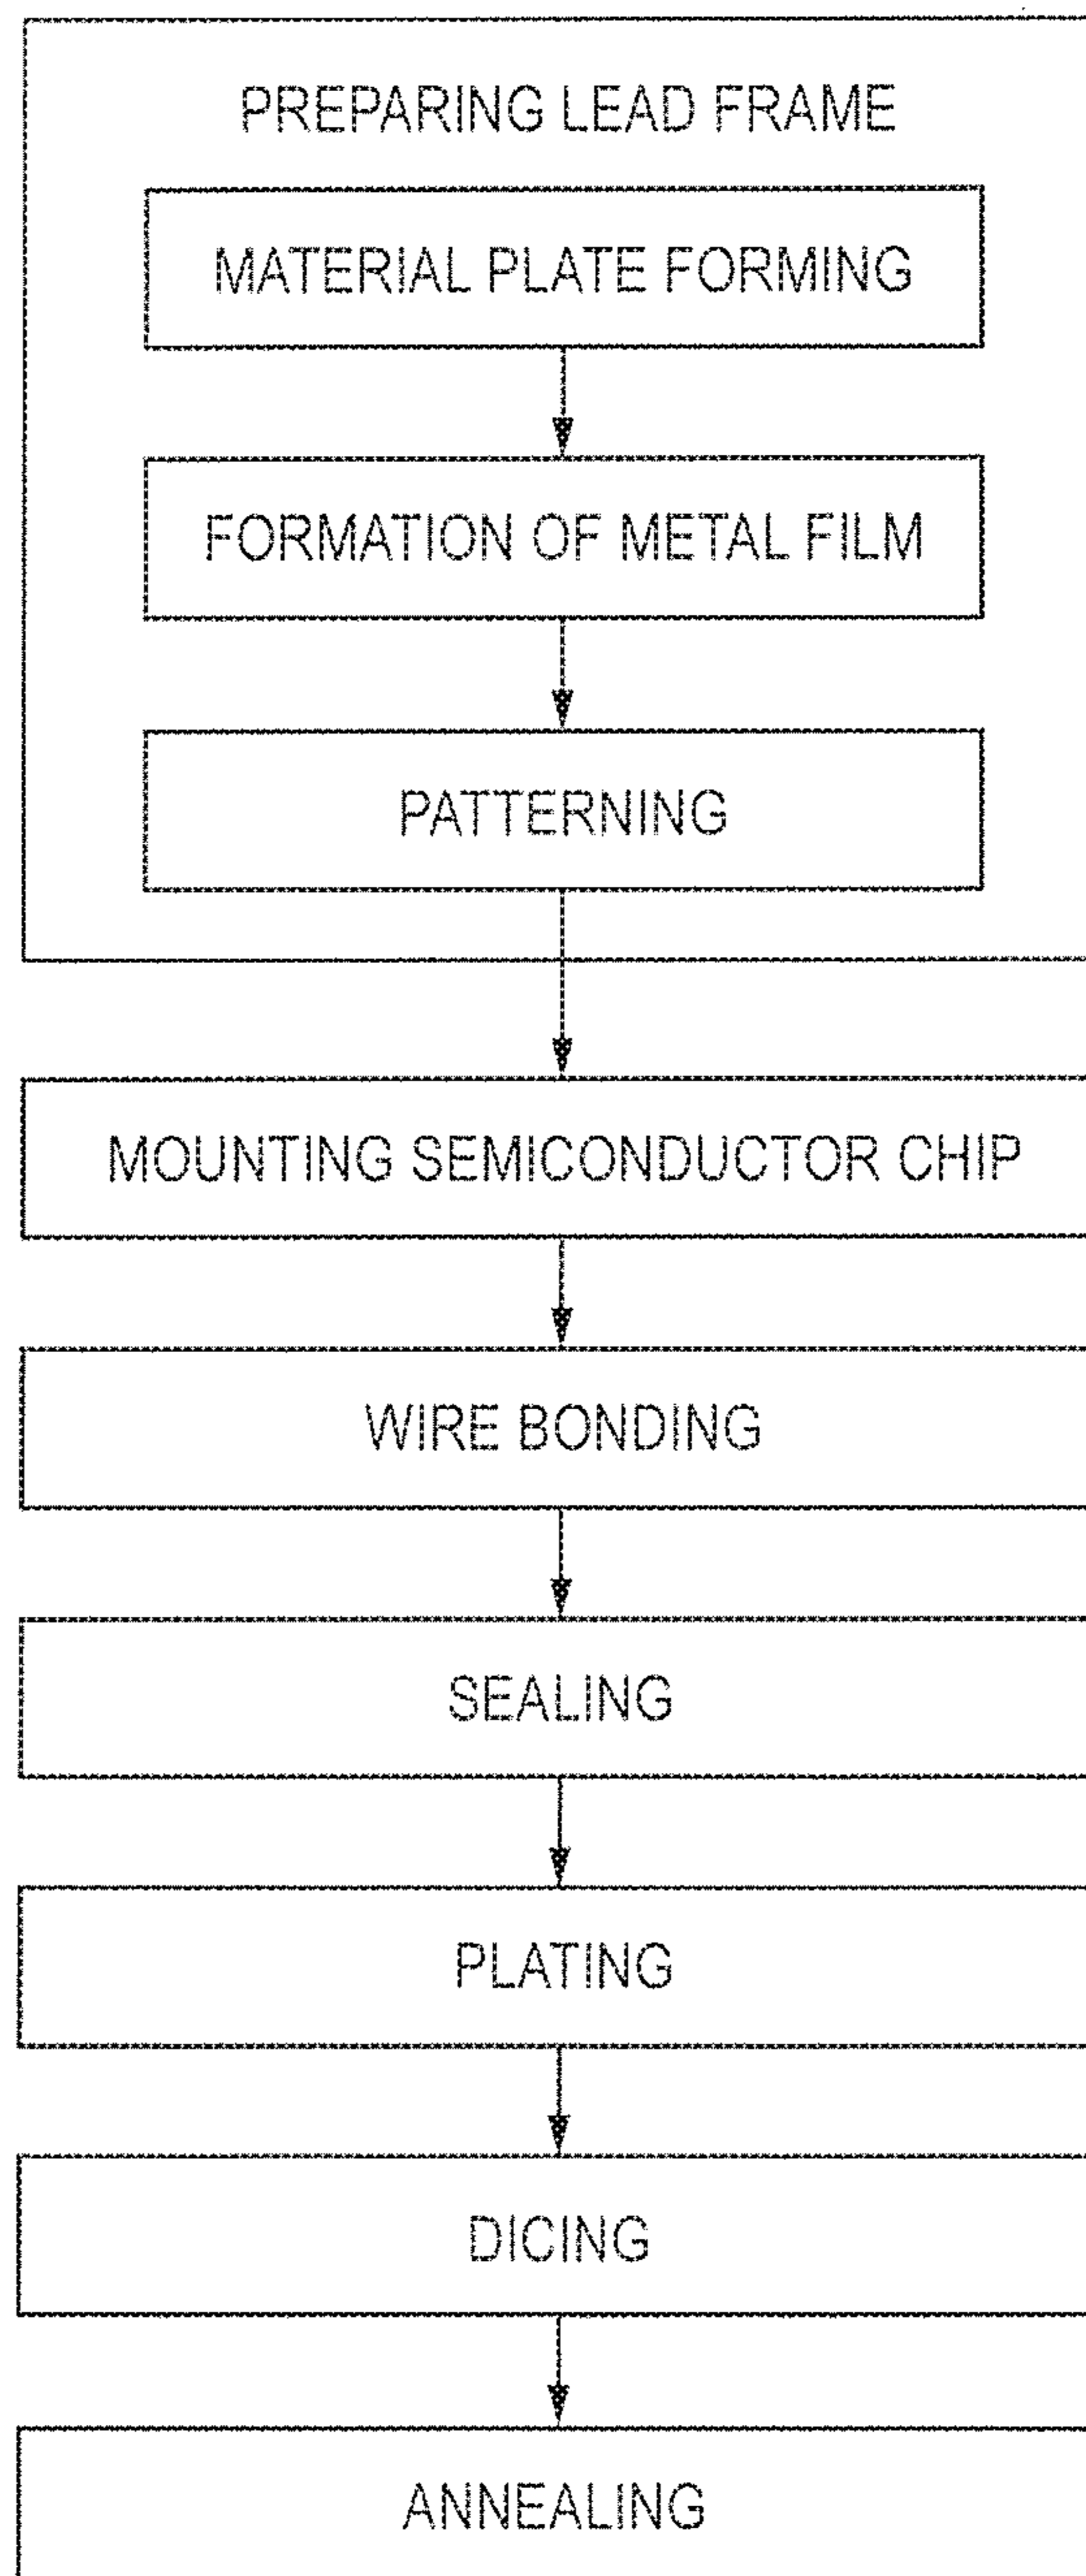 PREPARING LEAD FRAME
MATERIAL PLATE FORMING
FORMATION OF METAL FILM
PATTERNING
MOUNTING SEMICONDUCTOR CHIP
WIRE BONDING
SEALING
PLATING
DICING
ANNEALING